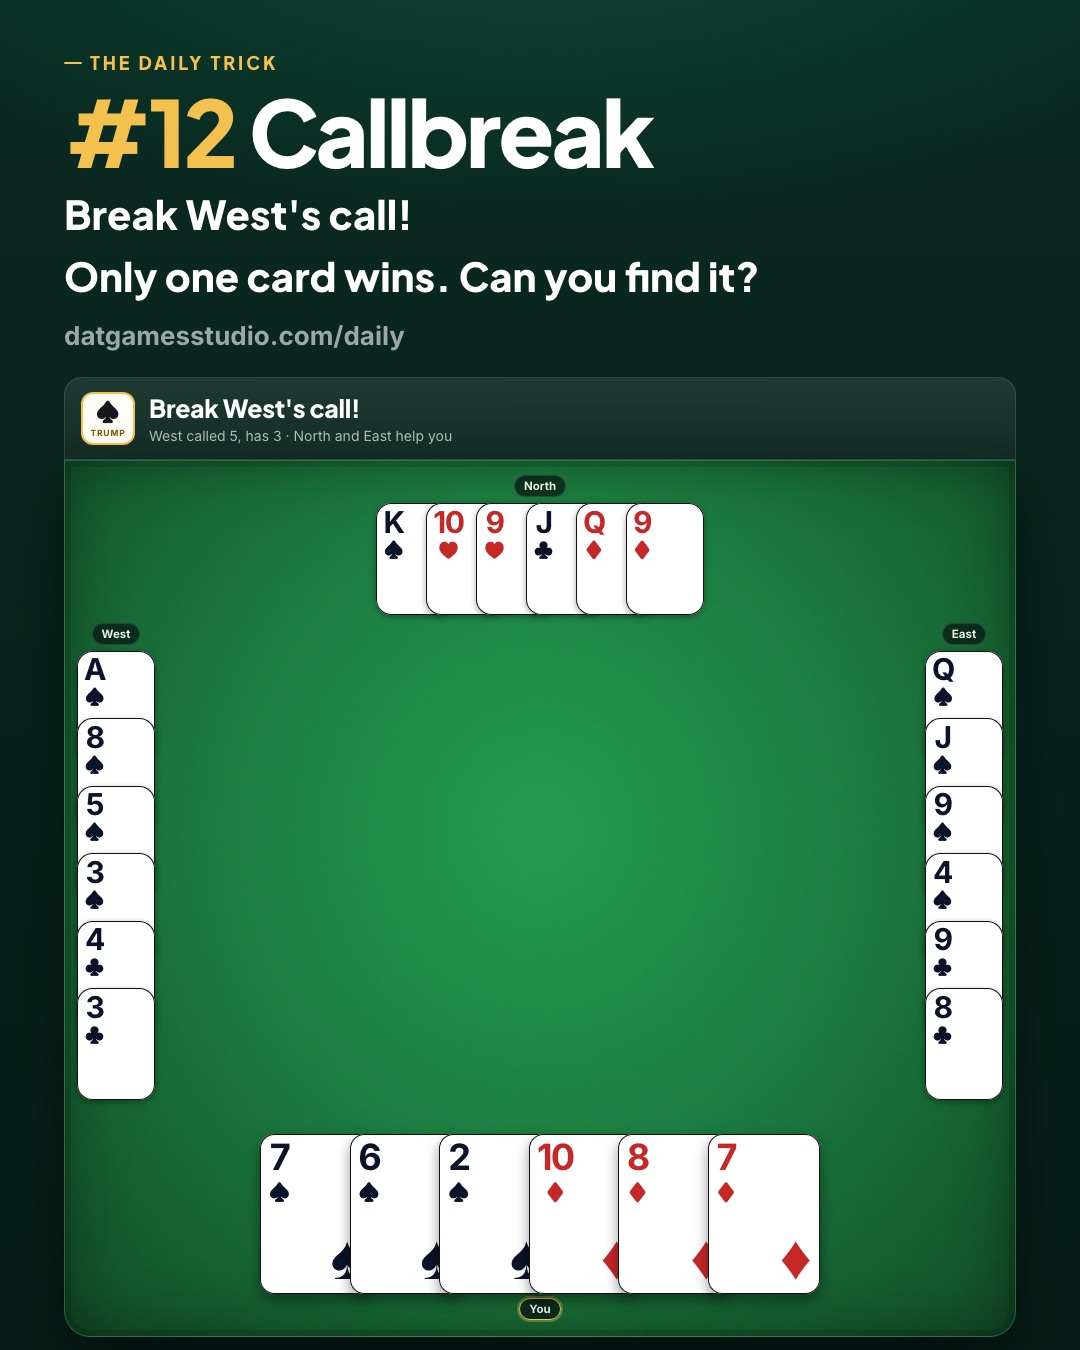 — THE DAILY TRICK
#12 Callbreak
Break West's call!
Only one card wins. Can you find it?
datgamesstudio.com/daily
TRUMP
Break West's call!
West called 5, has 3 · North and East help you
North
K 10 9 J Q 9
West
East
A
8
5
3
4
3
Q
J
9
4
9
8
7 6 2 10 8 7
You